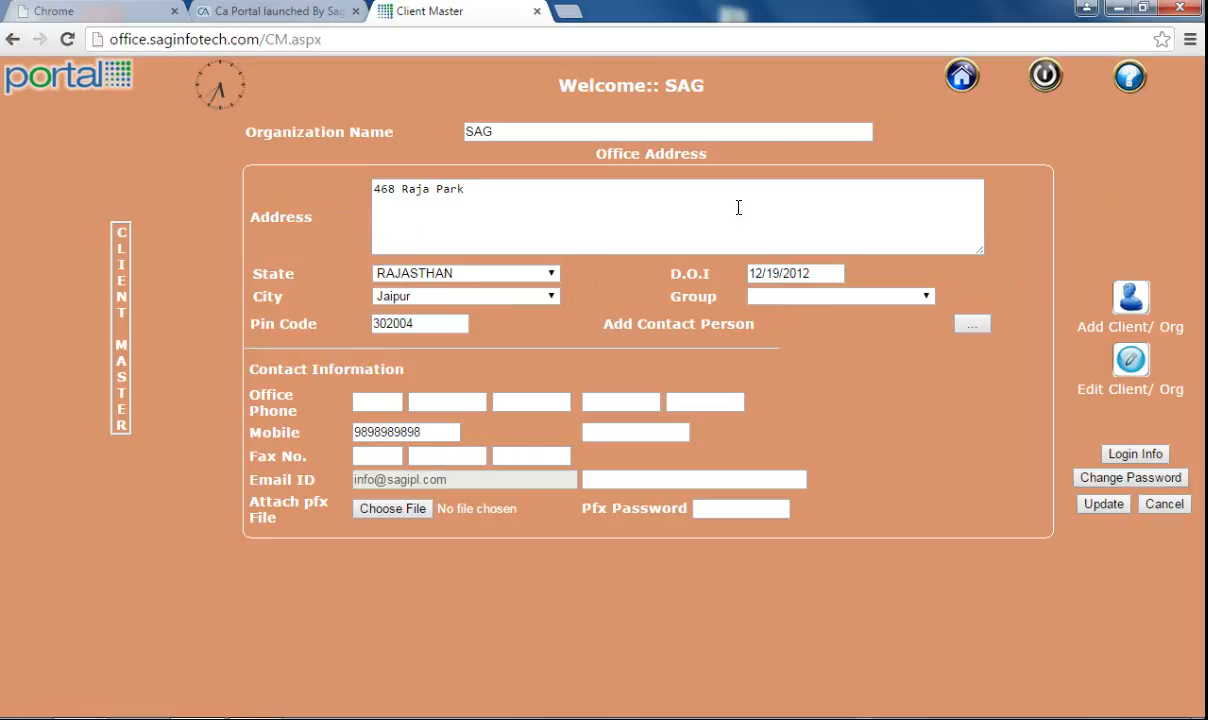 Chrome
Ca Portal launched By Sag
Client Master
office.saginfotech.com/CM.aspx
portal
Welcome:: SAG
Organization Name SAG
Office Address
Address 468 Raja Park
State RAJASTHAN D.O.I 12/19/2012
City Jaipur Group
Pin Code 302004 Add Contact Person ...
CLIENT MASTER
Add Client/ Org
Edit Client/ Org
Contact Information
Office
Phone
Mobile 9898989898
Fax No.
Email ID info@sagipl.com
Attach pfx
File
Choose File No file chosen Pfx Password
Login Info
Change Password
Update Cancel